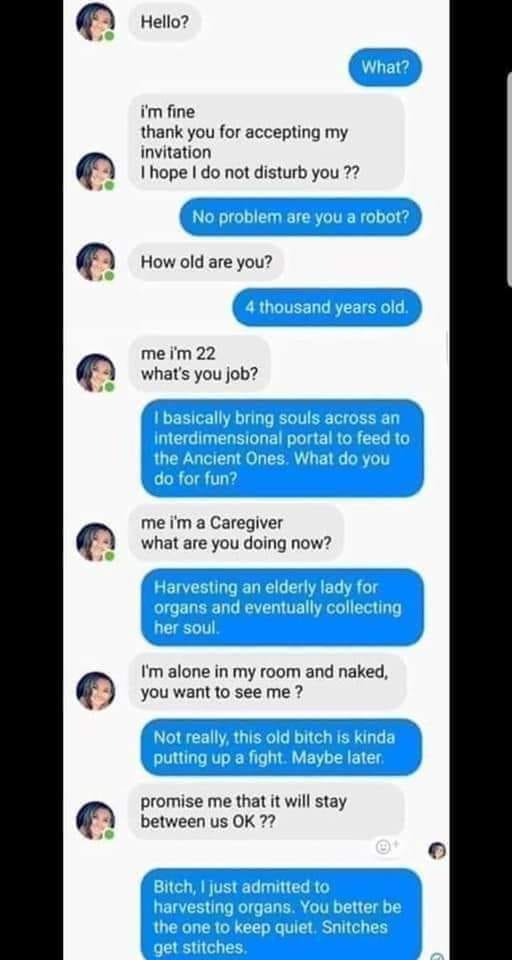 Hello?
What?
i'm fine
thank you for accepting my
invitation
I hope I do not disturb you ??
No problem are you a robot?
How old are you?
4 thousand years old.
me i'm 22
what's you job?
I basically bring souls across an
interdimensional portal to feed to
the Ancient Ones. What do you
do for fun?
me i'm a Caregiver
what are you doing now?
Harvesting an elderly lady for
organs and eventually collecting
her soul.
I'm alone in my room and naked,
you want to see me ?
Not really, this old bitch is kinda
putting up a fight. Maybe later.
promise me that it will stay
between us OK ??
Bitch, I just admitted to
harvesting organs. You better be
the one to keep quiet. Snitches
get stitches.